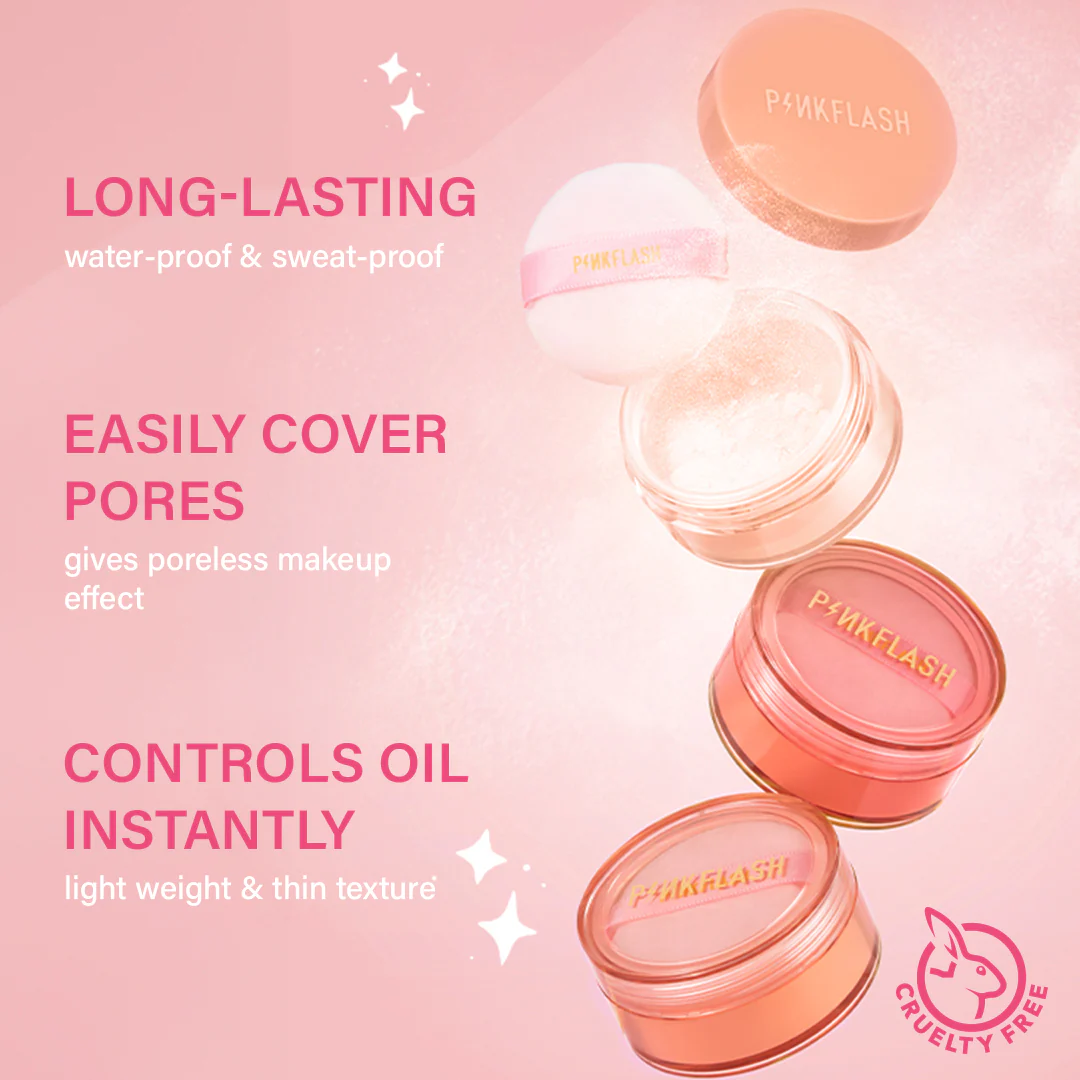 PINKFLASH
LONG-LASTING
water-proof & sweat-proof
PINKFLASH
EASILY COVER
PORES
gives poreless makeup
effect
PINKFLASH
CONTROLS OIL
INSTANTLY
light weight & thin texture
PINKFLASH
CRUELTY FREE